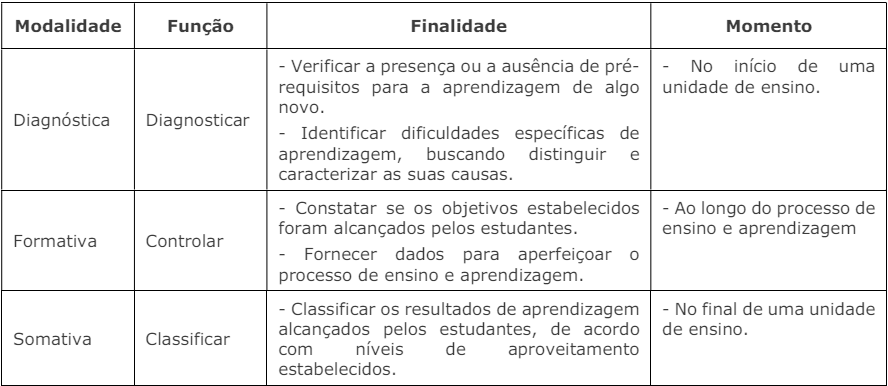 Modalidade Função Finalidade Momento
Diagnóstica
Diagnosticar
- Verificar a presença ou a ausência de pré-
requisitos para a aprendizagem de algo
novo.
- Identificar dificuldades específicas de
aprendizagem, buscando distinguir e
caracterizar as suas causas.
- No início de uma
unidade de ensino.
Formativa
Controlar
- Constatar se os objetivos estabelecidos
foram alcançados pelos estudantes.
- Fornecer dados para aperfeiçoar o
processo de ensino e aprendizagem.
- Ao longo do processo de
ensino e aprendizagem
Somativa
Classificar
- Classificar os resultados de aprendizagem
alcançados pelos estudantes, de acordo
com níveis de aproveitamento
estabelecidos.
- No final de uma unidade
de ensino.